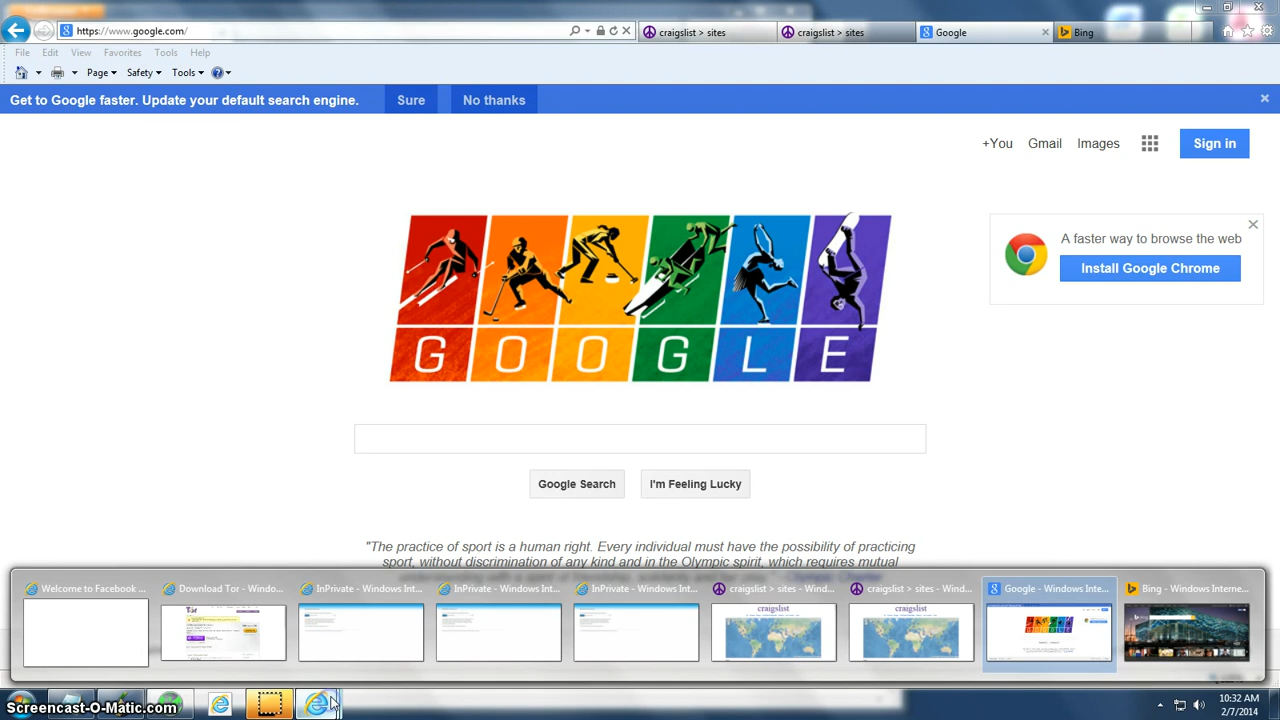 https://www.google.com/
craigslist > sites
craigslist > sites
Google
Bing
File Edit View Favorites Tools Help
Page Safety Tools
Get to Google faster. Update your default search engine. Sure No thanks
+You Gmail Images Sign in
A faster way to browse the web
Install Google Chrome
GOOGLE
Google Search I'm Feeling Lucky
"The practice of sport is a human right. Every individual must have the possibility of practicing
sport, without discrimination of any kind and in the Olympic spirit, which requires mutual
Welcome to Facebook ...
Download Tor - Windo...
InPrivate - Windows Int...
InPrivate - Windows Int...
InPrivate - Windows Int...
craigslist > sites - Wind...
craigslist > sites - Wind...
Google - Windows Inte...
Bing - Windows Interne...
Tor
craigslist
craigslist
Screencast-O-Matic.com
10:32 AM
2/7/2014